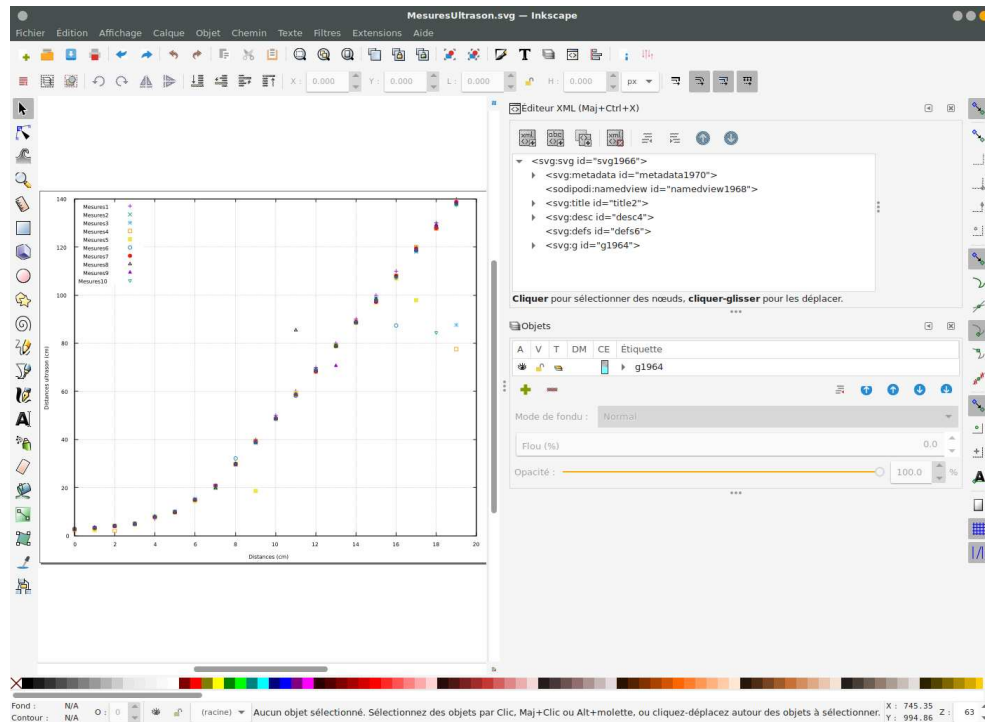 MesuresUltrason.svg — Inkscape
Fichier Édition Affichage Calque Objet Chemin Texte Filtres Extensions Aide
X : 0.000 Y : 0.000 L : 0.000 H : 0.000 px
Éditeur XML (Maj+Ctrl+X)
<svg:svg id="svg1966">
<svg:metadata id="metadata1970">
<sodipodi:namedview id="namedview1968">
<svg:title id="title2">
<svg:desc id="desc4">
<svg:defs id="defs6">
<svg:g id="g1964">
Cliquer pour sélectionner des nœuds, cliquer-glisser pour les déplacer.
Objets
A V T DM CE Étiquette
g1964
Mode de fondu : Normal
Flou (%) 0.0
Opacité : 100.0 %
140
120
100
80
60
40
20
0
Distances ultrason (cm)
Mesures1
Mesures2
Mesures3
Mesures4
Mesures5
Mesures6
Mesures7
Mesures8
Mesures9
Mesures10
0 2 4 6 8 10 12 14 16 18 20
Distances (cm)
Fond : N/A
Contour : N/A
O : 0
(racine)
Aucun objet sélectionné. Sélectionnez des objets par Clic, Maj+Clic ou Alt+molette, ou cliquez-déplacez autour des objets à sélectionner.
X : 745.35
Y : 994.86
Z : 63